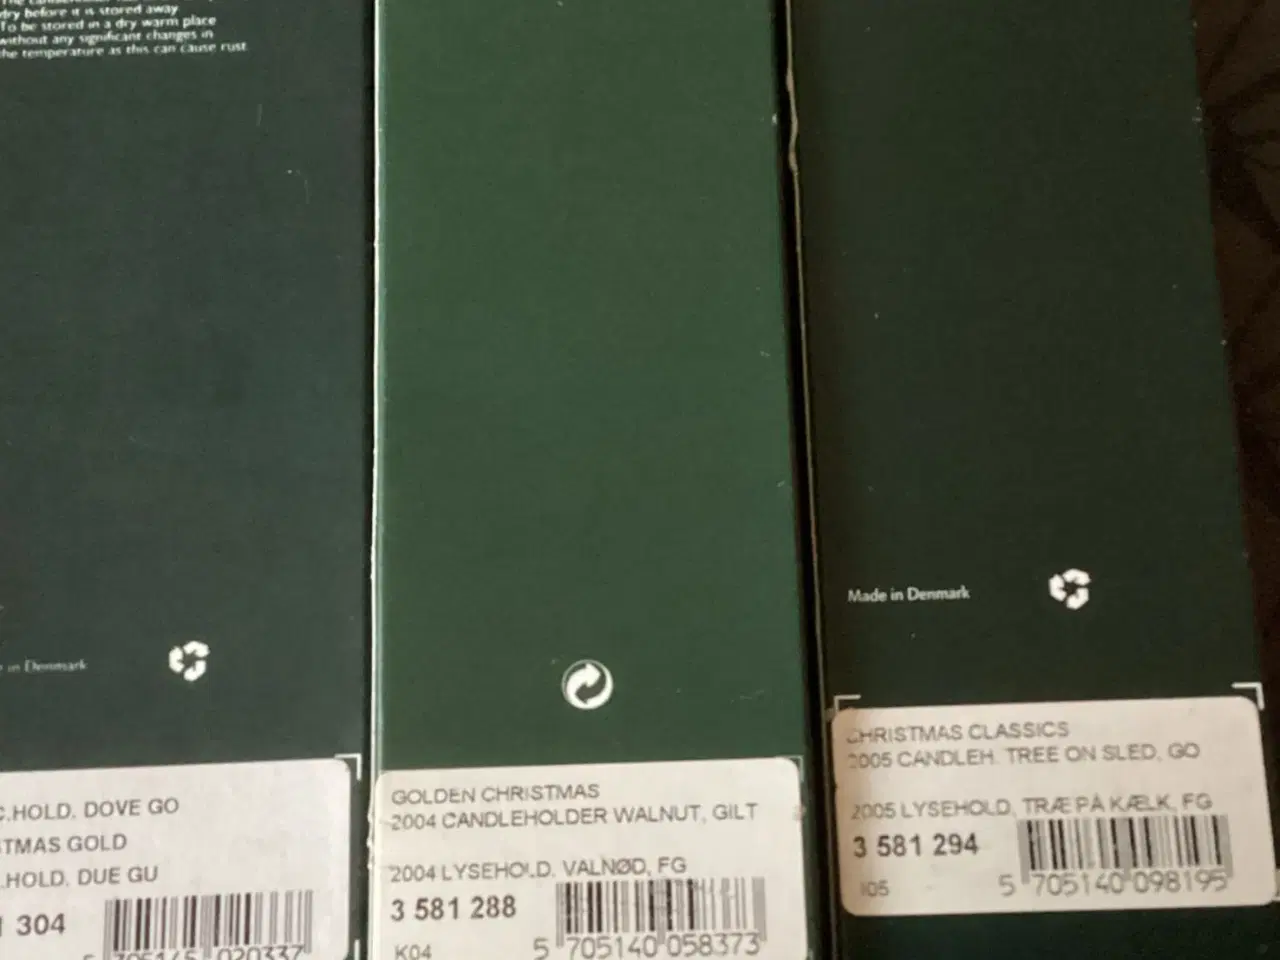 dry before it is stored away
To be stored in a dry warm place
without any significant changes in
the temperature as this can cause rust
in Denmark
C.HOLD, DOVE GO
TMAS GOLD
.HOLD, DUE GU
304
5 705145 020337
GOLDEN CHRISTMAS
2004 CANDLEHOLDER WALNUT, GILT
2004 LYSEHOLD. VALNØD, FG
3 581 288
K04
5 705140 058373
Made in Denmark
CHRISTMAS CLASSICS
2005 CANDLEH. TREE ON SLED, GO
2005 LYSEHOLD, TRÆ PÅ KÆLK, FG
3 581 294
I05
5 705140 098195